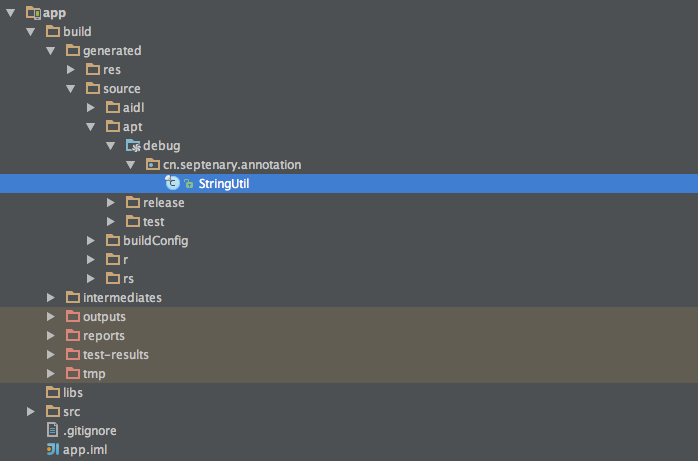 app
build
generated
res
source
aidl
apt
debug
cn.septenary.annotation
StringUtil
release
test
buildConfig
r
rs
intermediates
outputs
reports
test-results
tmp
libs
src
.gitignore
app.iml